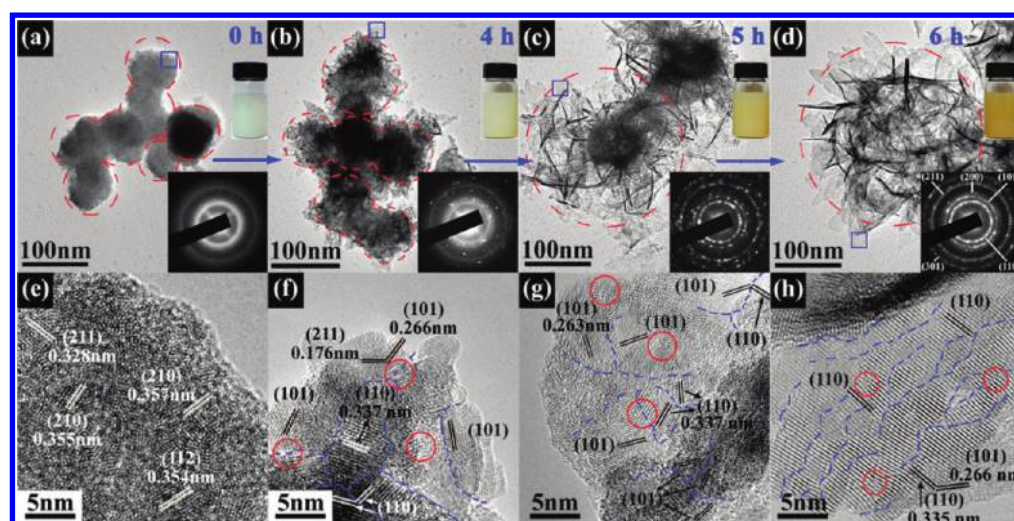 (a)
0 h
100nm
(b)
4 h
100nm
(c)
5 h
100nm
(d)
6 h
(211)
(200)
(101)
(301)
(110)
100nm
(e)
(211)
0.328nm
(210)
0.357nm
(210)
0.355nm
(112)
0.354nm
5nm
(f)
(101)
0.266nm
(211)
0.176nm
(101)
(110)
0.337 nm
(101)
(110)
5nm
(g)
(101)
(101)
0.263nm
(101)
(110)
(110)
0.337 nm
(101)
(101)
5nm
(h)
(110)
(110)
(101)
0.266 nm
(110)
0.335 nm
5nm